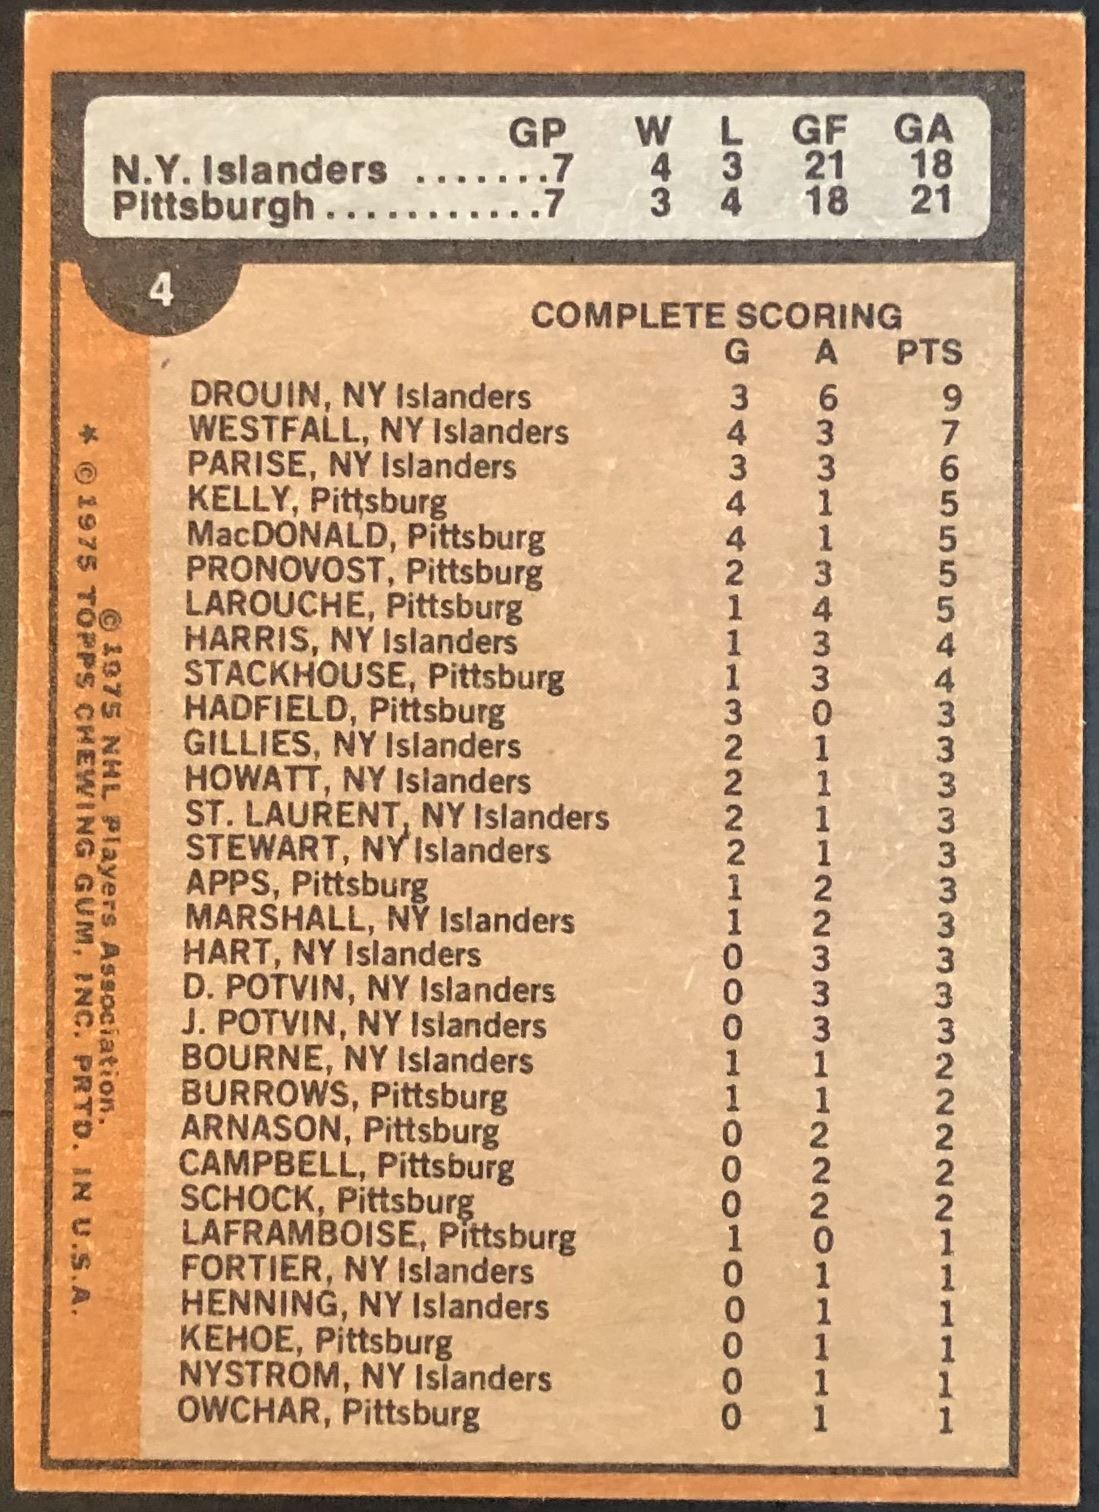 GP W L GF GA
N.Y. Islanders .......7 4 3 21 18
Pittsburgh...........7 3 4 18 21
4
COMPLETE SCORING
G A PTS
DROUIN, NY Islanders 3 6 9
WESTFALL, NY Islanders 4 3 7
PARISE, NY Islanders 3 3 6
KELLY, Pittsburg 4 1 5
MacDONALD, Pittsburg 4 1 5
PRONOVOST, Pittsburg 2 3 5
LAROUCHE, Pittsburg 1 4 5
HARRIS, NY Islanders 1 3 4
STACKHOUSE, Pittsburg 1 3 4
HADFIELD, Pittsburg 3 0 3
GILLIES, NY Islanders 2 1 3
HOWATT, NY Islanders 2 1 3
ST. LAURENT, NY Islanders 2 1 3
STEWART, NY Islanders 2 1 3
APPS, Pittsburg 1 2 3
MARSHALL, NY Islanders 1 2 3
HART, NY Islanders 0 3 3
D. POTVIN, NY Islanders 0 3 3
J. POTVIN, NY Islanders 0 3 3
BOURNE, NY Islanders 1 1 2
BURROWS, Pittsburg 1 1 2
ARNASON, Pittsburg 0 2 2
CAMPBELL, Pittsburg 0 2 2
SCHOCK, Pittsburg 0 2 2
LAFRAMBOISE, Pittsburg 1 0 1
FORTIER, NY Islanders 0 1 1
HENNING, NY Islanders 0 1 1
KEHOE, Pittsburg 0 1 1
NYSTROM, NY Islanders 0 1 1
OWCHAR, Pittsburg 0 1 1
© 1975 NHL Players Association.
* © 1975 TOPPS CHEWING GUM, INC. PRTD. IN U.S.A.